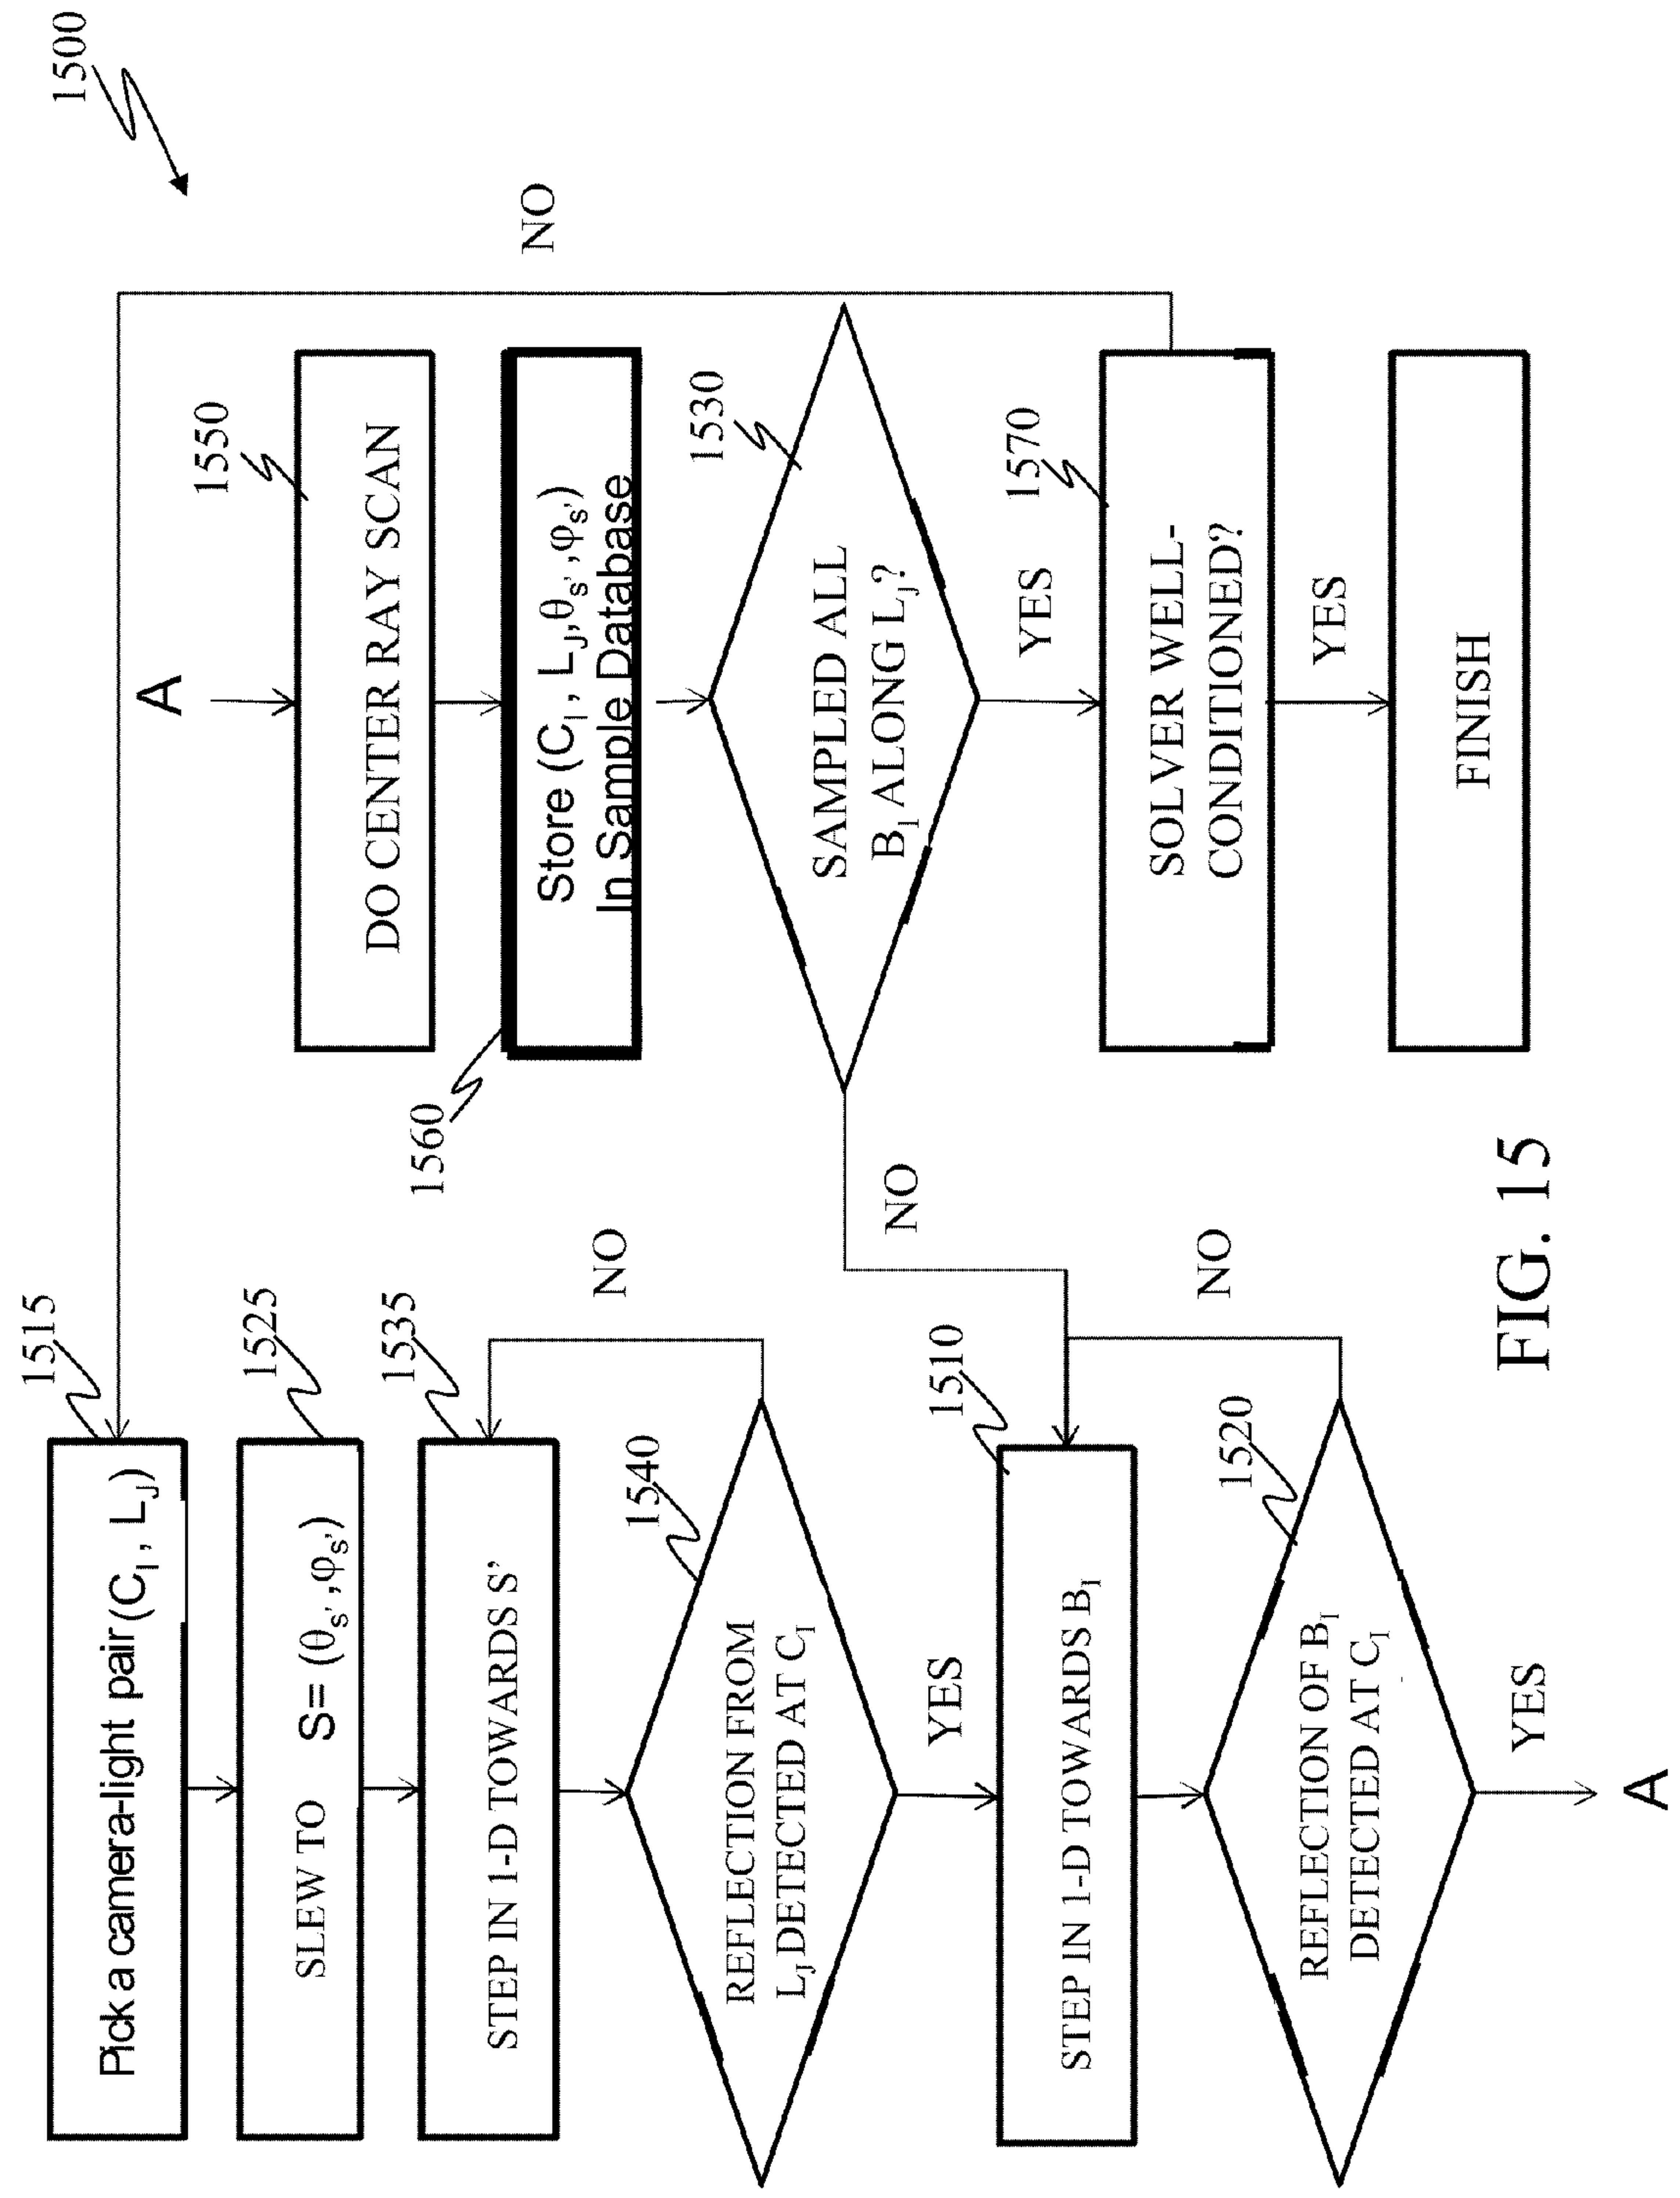 1500
1515
Pick a camera-light pair (C_I, L_J)
1525
SLEW TO S= (θ_s', φ_s')
1535
STEP IN 1-D TOWARDS S'
NO
1540
REFLECTION FROM
L_J DETECTED AT C_I
YES
1510
STEP IN 1-D TOWARDS B_I
NO
1520
REFLECTION OF B_I
DETECTED AT C_I
YES
A
A
1550
DO CENTER RAY SCAN
1560
Store (C_I, L_J, θ_s', φ_s')
In Sample Database
1530
SAMPLED ALL
B_I ALONG L_J?
NO
YES
1570
SOLVER WELL-
CONDITIONED?
NO
YES
FINISH
FIG. 15